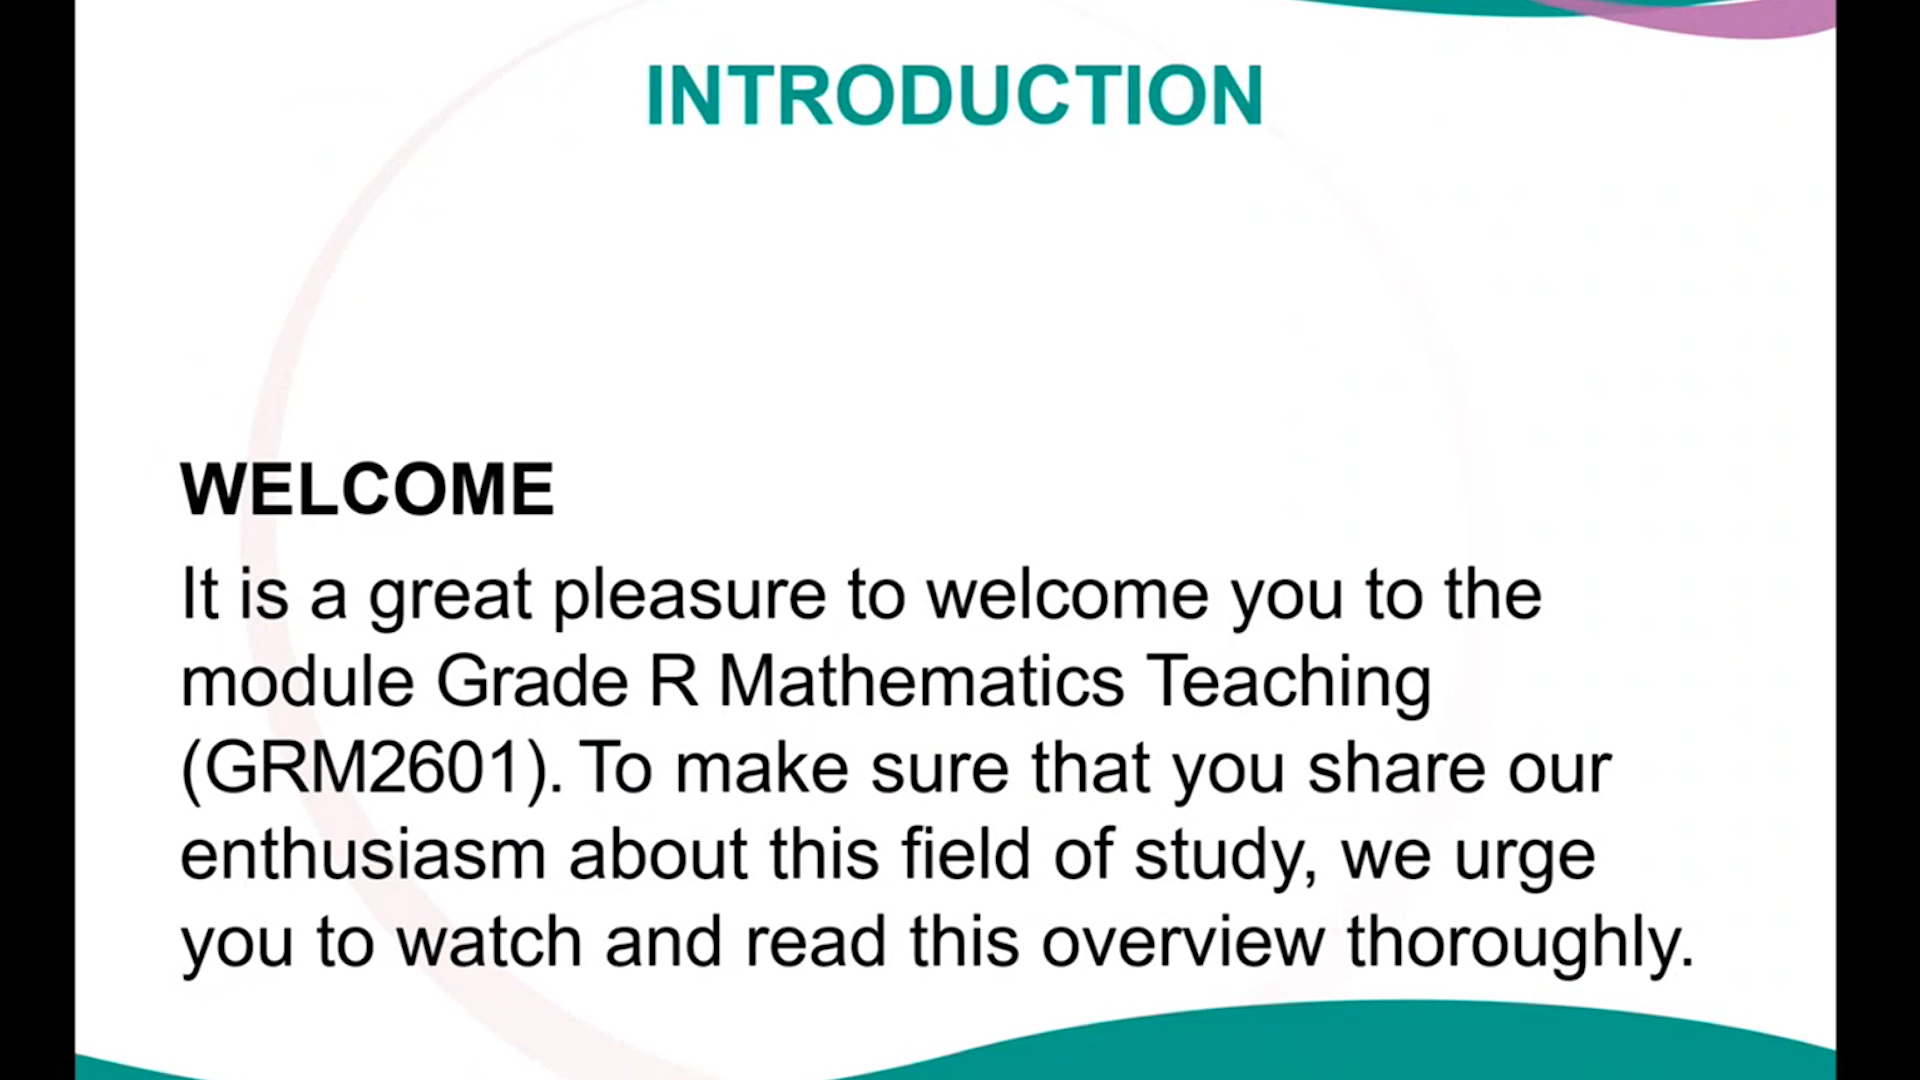 INTRODUCTION
WELCOME
It is a great pleasure to welcome you to the
module Grade R Mathematics Teaching
(GRM2601). To make sure that you share our
enthusiasm about this field of study, we urge
you to watch and read this overview thoroughly.